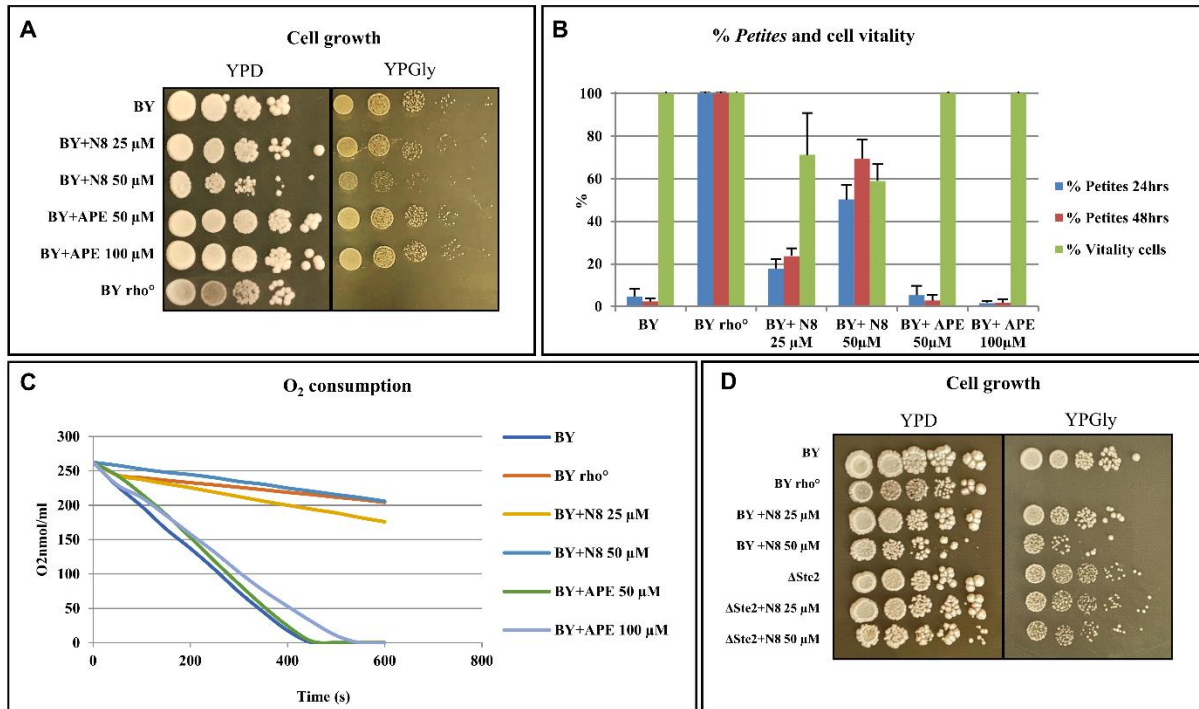 A
Cell growth
YPD YPGly
BY
BY+N8 25 µM
BY+N8 50 µM
BY+APE 50 µM
BY+APE 100 µM
BY rho°
B
% Petites and cell vitality
100
80
60
40
20
0
%
BY BY rho° BY+ N8 BY+ N8 BY+ APE BY+ APE
25 µM 50µM 50µM 100µM
% Petites 24hrs
% Petites 48hrs
% Vitality cells
C
O₂ consumption
300
250
200
150
100
50
0
O2nmol/ml
0 200 400 600 800
Time (s)
BY
BY rho°
BY+N8 25 µM
BY+N8 50 µM
BY+APE 50 µM
BY+APE 100 µM
D
Cell growth
YPD YPGly
BY
BY rho°
BY +N8 25 µM
BY +N8 50 µM
ΔSte2
ΔSte2+N8 25 µM
ΔSte2+N8 50 µM